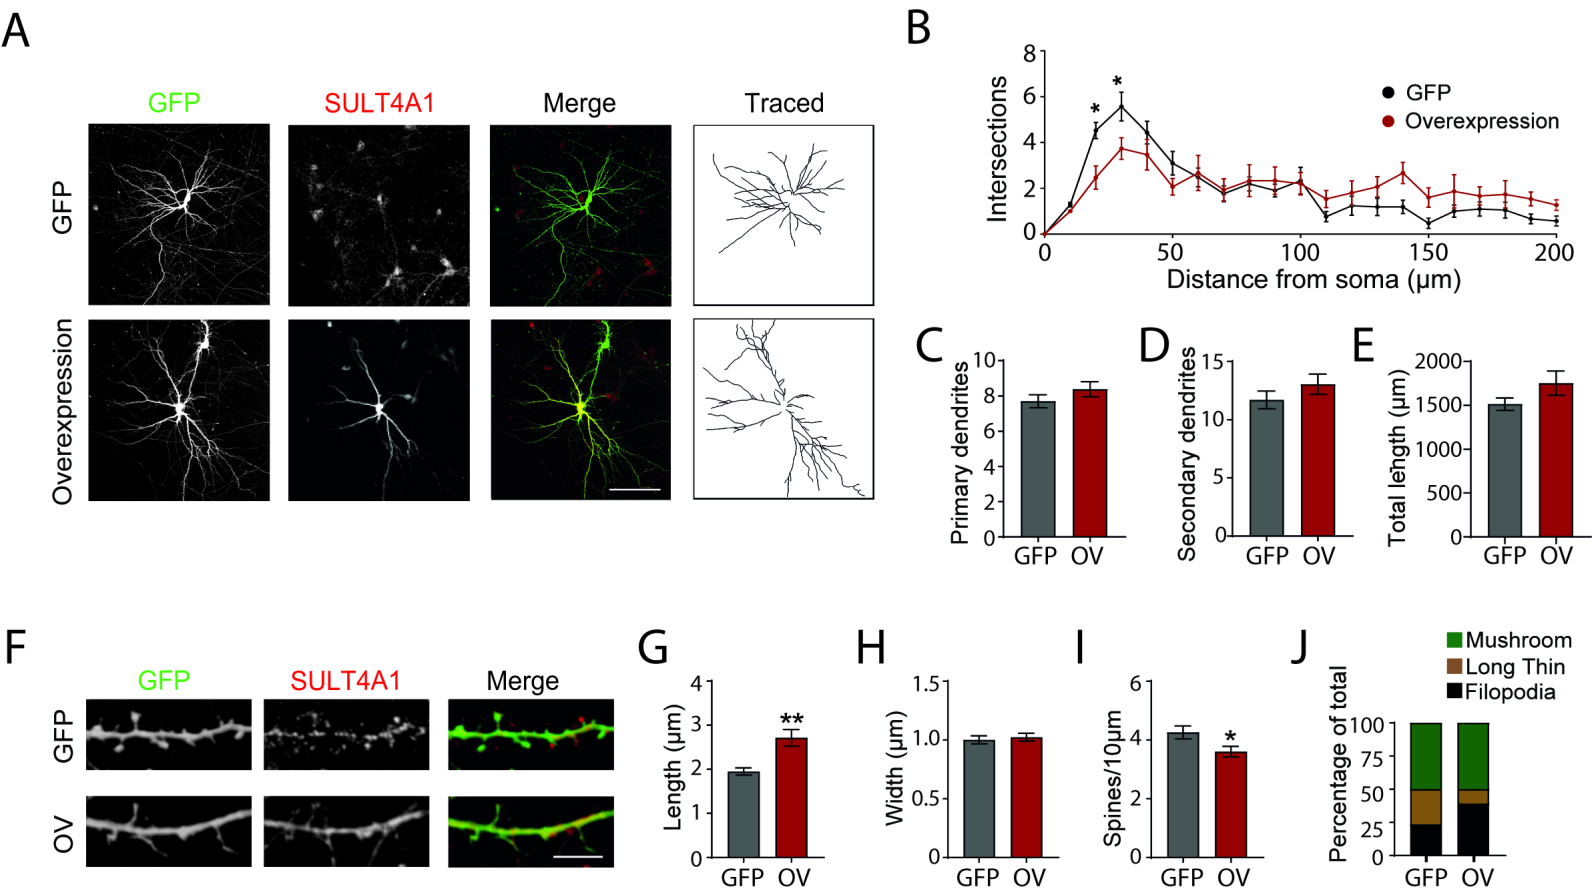 A
GFP
SULT4A1
Merge
Traced
GFP
Overexpression
B
Intersections
8
6
4
2
0
* *
GFP
Overexpression
0 50 100 150 200
Distance from soma (µm)
C
Primary dendrites
10
8
6
4
2
0
GFP OV
D
Secondary dendrites
15
10
5
0
GFP OV
E
Total length (µm)
2000
1500
1000
500
0
GFP OV
F
GFP
SULT4A1
Merge
GFP
OV
G
Length (µm)
4
3
2
1
0
**
GFP OV
H
Width (µm)
1.5
1.0
0.5
0
GFP OV
I
Spines/10µm
6
4
2
0
*
GFP OV
J
Mushroom
Long Thin
Filopodia
Percentage of total
100
75
50
25
0
GFP OV